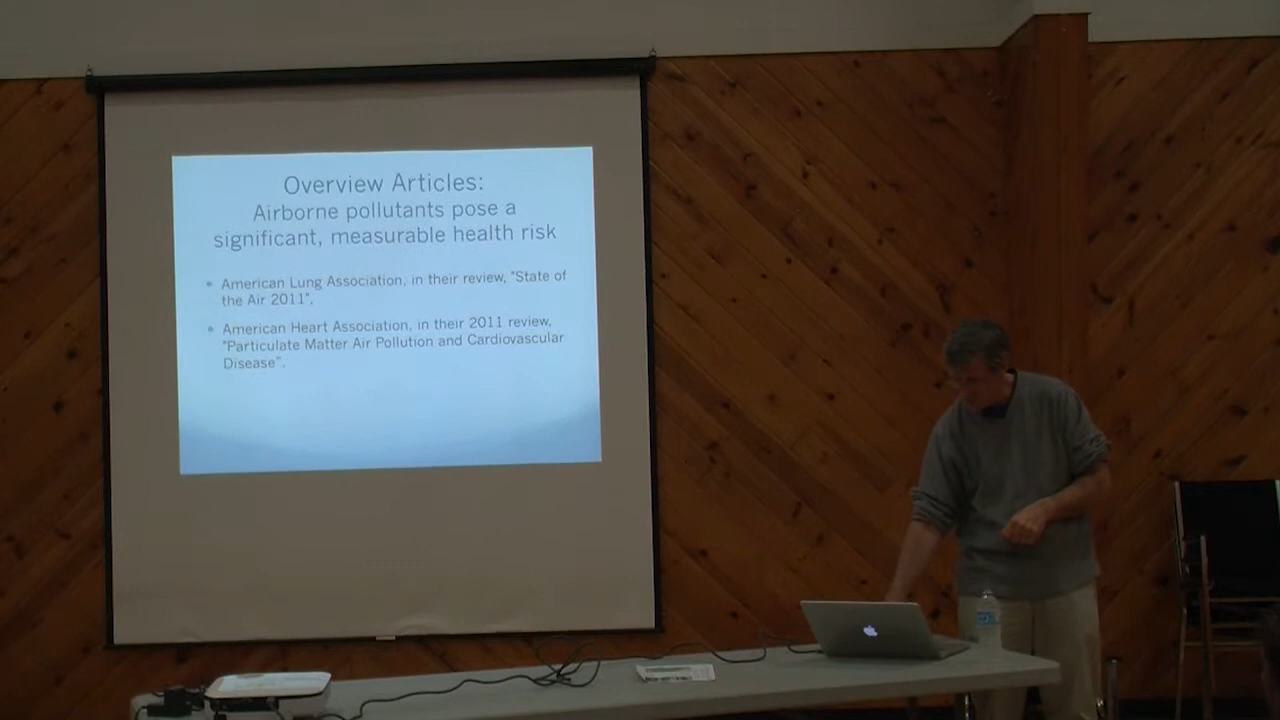 Overview Articles:
Airborne pollutants pose a
significant, measurable health risk
• American Lung Association, in their review, "State of
the Air 2011".
• American Heart Association, in their 2011 review,
"Particulate Matter Air Pollution and Cardiovascular
Disease".